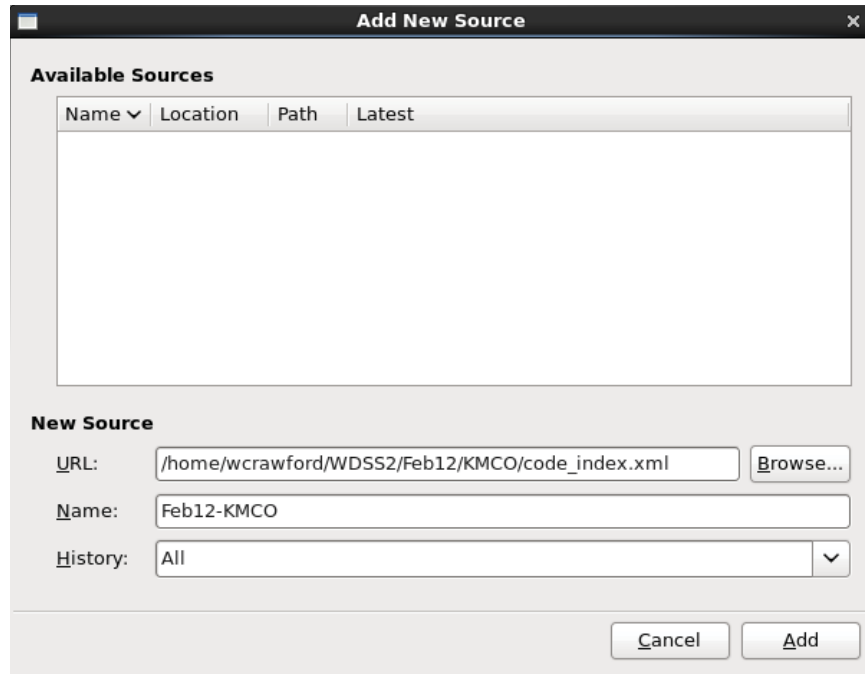 Add New Source
Available Sources
Name Location Path Latest
New Source
URL: /home/wcrawford/WDSS2/Feb12/KMCO/code_index.xml Browse...
Name: Feb12-KMCO
History: All
Cancel Add